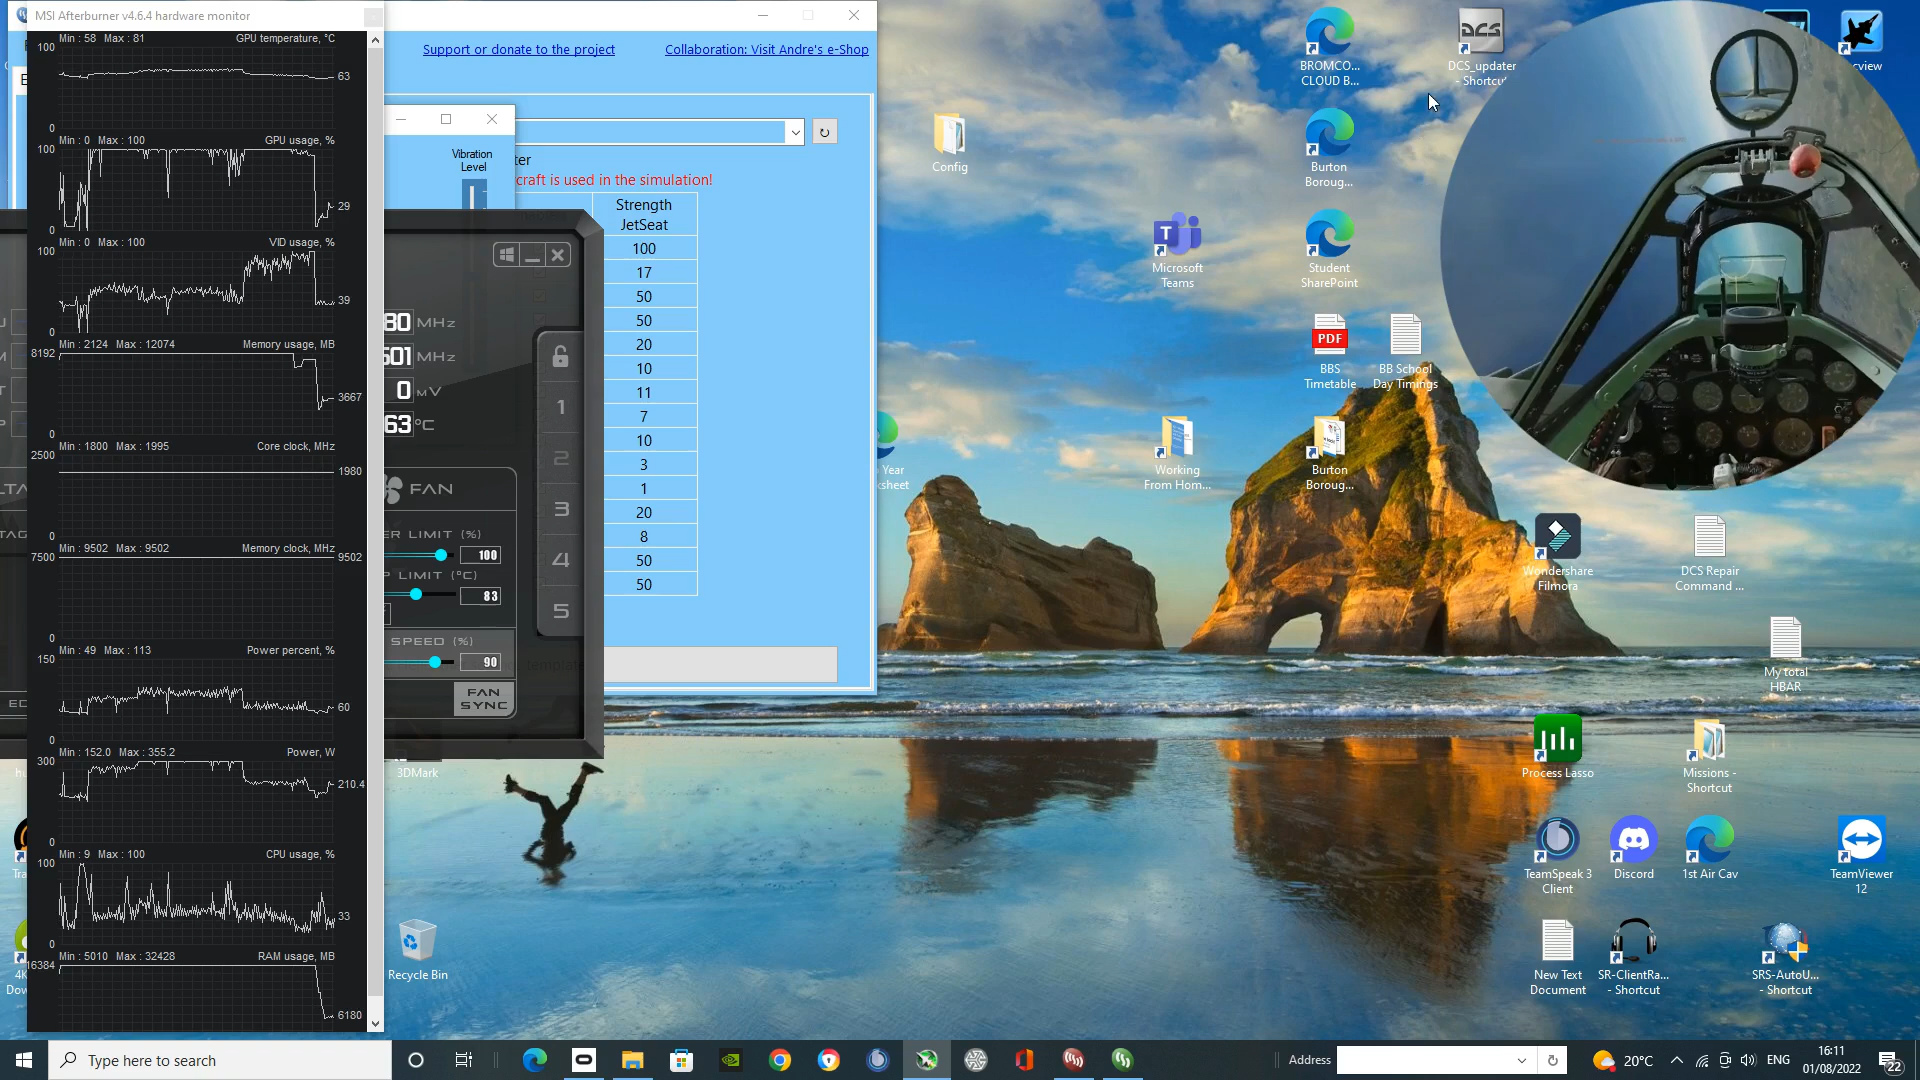 MSI Afterburner v4.6.4 hardware monitor
Min : 58 Max : 81 GPU temperature, °C
100
63
0
Min : 0 Max : 100 GPU usage, %
100
29
0
Min : 0 Max : 100 VID usage, %
100
39
0
Min : 2124 Max : 12074 Memory usage, MB
8192
3667
0
Min : 1800 Max : 1995 Core clock, MHz
2500
1980
0
Min : 9502 Max : 9502 Memory clock, MHz
7500
9502
0
Min : 49 Max : 113 Power percent, %
150
60
0
Min : 152.0 Max : 355.2 Power, W
300
210.4
0
Min : 9 Max : 100 CPU usage, %
100
33
0
Min : 5010 Max : 32428 RAM usage, MB
16384
6180
Support or donate to the project
Collaboration: Visit Andre's e-Shop
Vibration
Level
craft is used in the simulation!
Strength
JetSeat
100
17
50
50
20
10
11
7
10
3
1
20
8
50
50
80 MHz
501 MHz
0 mV
63 °C
FAN
ER LIMIT (%)
100
P LIMIT (°C)
83
SPEED (%)
90
FAN
SYNC
1
2
3
4
5
3DMark
Recycle Bin
Config
BROMCO...
CLOUD B...
DCS
DCS_updater
- Shortcut
Burton
Boroug...
Microsoft
Teams
Student
SharePoint
PDF
BBS
Timetable
BB School
Day Timings
Year
Working
From Hom...
Burton
Boroug...
Wondershare
Filmora
DCS Repair
Command ...
My total
HBAR
Process Lasso
Missions -
Shortcut
TeamSpeak 3
Client
Discord
1st Air Cav
TeamViewer
12
New Text
Document
SR-ClientRa...
- Shortcut
SRS-AutoU...
- Shortcut
Type here to search
Address
20°C
ENG
16:11
01/08/2022
22